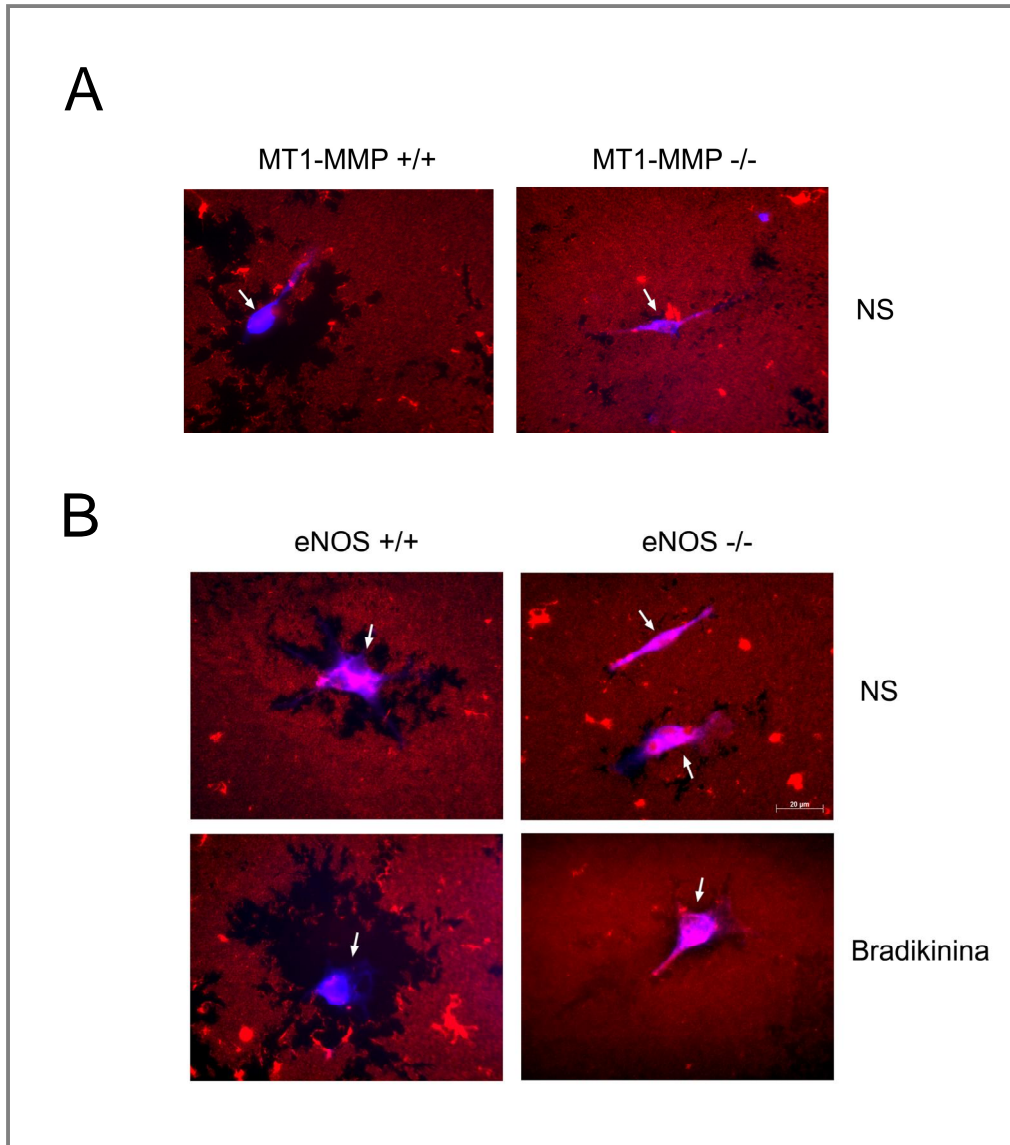 A
MT1-MMP +/+
MT1-MMP -/-
NS
B
eNOS +/+
eNOS -/-
NS
20 µm
Bradikinina